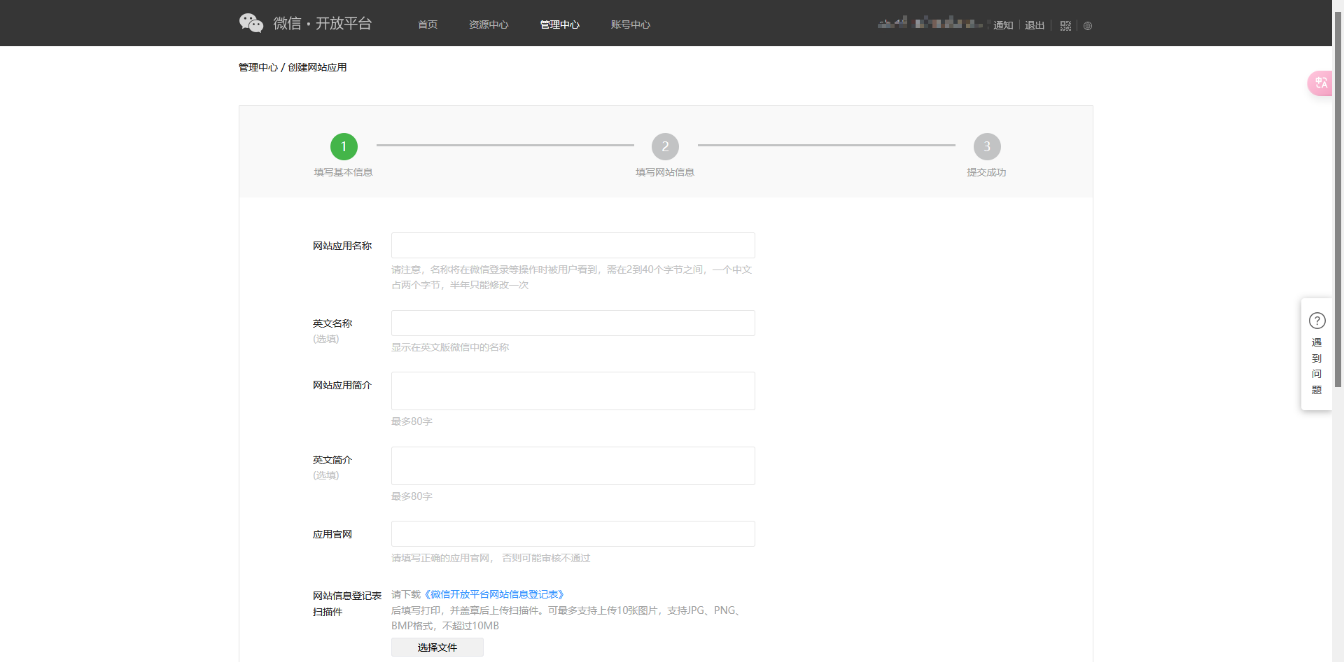 微信·开放平台 首页 资源中心 管理中心 账号中心 通知 退出
管理中心 / 创建网站应用
1 2 3
填写基本信息 填写网站信息 提交成功
网站应用名称
请注意，名称将在微信登录等操作时被用户看到，需在2到40个字节之间，一个中文
占两个字节，半年只能修改一次
英文名称
(选填)
显示在英文版微信中的名称
网站应用简介
最多80字
英文简介
(选填)
最多80字
应用官网
请填写正确的应用官网， 否则可能审核不通过
网站信息登记表
扫描件
请下载《微信开放平台网站信息登记表》
后填写打印，并盖章后上传扫描件。可最多支持上传10张图片，支持JPG、PNG、
BMP格式，不超过10MB
选择文件
遇
到
问
题